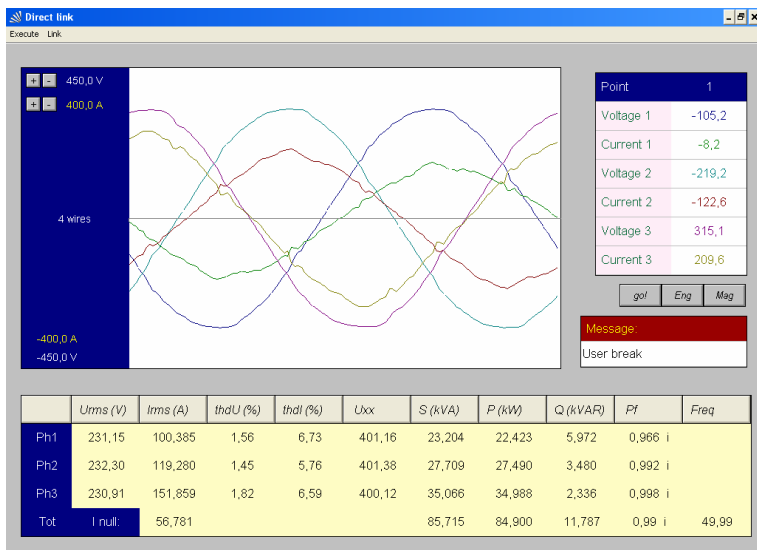 Direct link
Execute Link
+ - 450,0 V
+ - 400,0 A
4 wires
-400,0 A
-450,0 V
Point 1
Voltage 1 -105,2
Current 1 -8,2
Voltage 2 -219,2
Current 2 -122,6
Voltage 3 315,1
Current 3 209,6
go! Eng Mag
Message:
User break
Urms (V) Irms (A) thdU (%) thdI (%) Uxx S (kVA) P (kW) Q (kVAR) Pf Freq
Ph1 231,15 100,385 1,56 6,73 401,16 23,204 22,423 5,972 0,966 i
Ph2 232,30 119,280 1,45 5,76 401,38 27,709 27,490 3,480 0,992 i
Ph3 230,91 151,859 1,82 6,59 400,12 35,066 34,988 2,336 0,998 i
Tot I null: 56,781 85,715 84,900 11,787 0,99 i 49,99